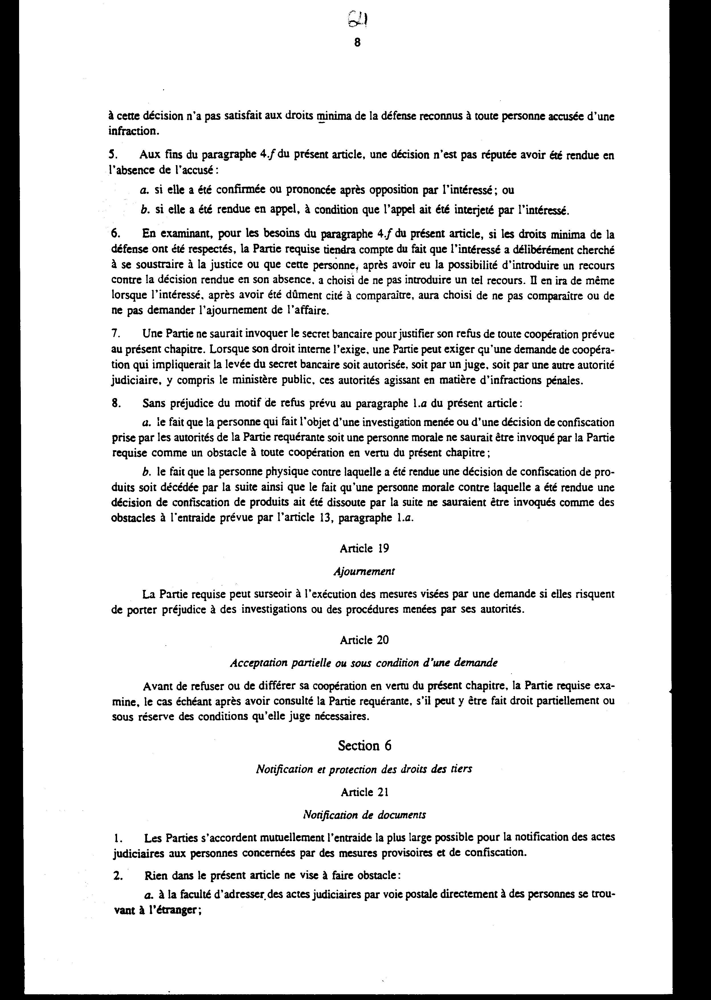 64
8
à cette décision n'a pas satisfait aux droits minima de la défense reconnus à toute personne accusée d'une
infraction.
5. Aux fins du paragraphe 4.f du présent article, une décision n'est pas réputée avoir été rendue en
l'absence de l'accusé :
a. si elle a été confirmée ou prononcée après opposition par l'intéressé ; ou
b. si elle a été rendue en appel, à condition que l'appel ait été interjeté par l'intéressé.
6. En examinant, pour les besoins du paragraphe 4.f du présent article, si les droits minima de la
défense ont été respectés, la Partie requise tiendra compte du fait que l'intéressé a délibérément cherché
à se soustraire à la justice ou que cette personne, après avoir eu la possibilité d'introduire un recours
contre la décision rendue en son absence, a choisi de ne pas introduire un tel recours. Il en ira de même
lorsque l'intéressé, après avoir été dûment cité à comparaître, aura choisi de ne pas comparaître ou de
ne pas demander l'ajournement de l'affaire.
7. Une Partie ne saurait invoquer le secret bancaire pour justifier son refus de toute coopération prévue
au présent chapitre. Lorsque son droit interne l'exige, une Partie peut exiger qu'une demande de coopéra-
tion qui impliquerait la levée du secret bancaire soit autorisée, soit par un juge, soit par une autre autorité
judiciaire, y compris le ministère public, ces autorités agissant en matière d'infractions pénales.
8. Sans préjudice du motif de refus prévu au paragraphe 1.a du présent article :
a. le fait que la personne qui fait l'objet d'une investigation menée ou d'une décision de confiscation
prise par les autorités de la Partie requérante soit une personne morale ne saurait être invoqué par la Partie
requise comme un obstacle à toute coopération en vertu du présent chapitre ;
b. le fait que la personne physique contre laquelle a été rendue une décision de confiscation de pro-
duits soit décédée par la suite ainsi que le fait qu'une personne morale contre laquelle a été rendue une
décision de confiscation de produits ait été dissoute par la suite ne sauraient être invoqués comme des
obstacles à l'entraide prévue par l'article 13, paragraphe 1.a.
Article 19
Ajournement
La Partie requise peut surseoir à l'exécution des mesures visées par une demande si elles risquent
de porter préjudice à des investigations ou des procédures menées par ses autorités.
Article 20
Acceptation partielle ou sous condition d'une demande
Avant de refuser ou de différer sa coopération en vertu du présent chapitre, la Partie requise exa-
mine, le cas échéant après avoir consulté la Partie requérante, s'il peut y être fait droit partiellement ou
sous réserve des conditions qu'elle juge nécessaires.
Section 6
Notification et protection des droits des tiers
Article 21
Notification de documents
1. Les Parties s'accordent mutuellement l'entraide la plus large possible pour la notification des actes
judiciaires aux personnes concernées par des mesures provisoires et de confiscation.
2. Rien dans le présent article ne vise à faire obstacle :
a. à la faculté d'adresser des actes judiciaires par voie postale directement à des personnes se trou-
vant à l'étranger ;